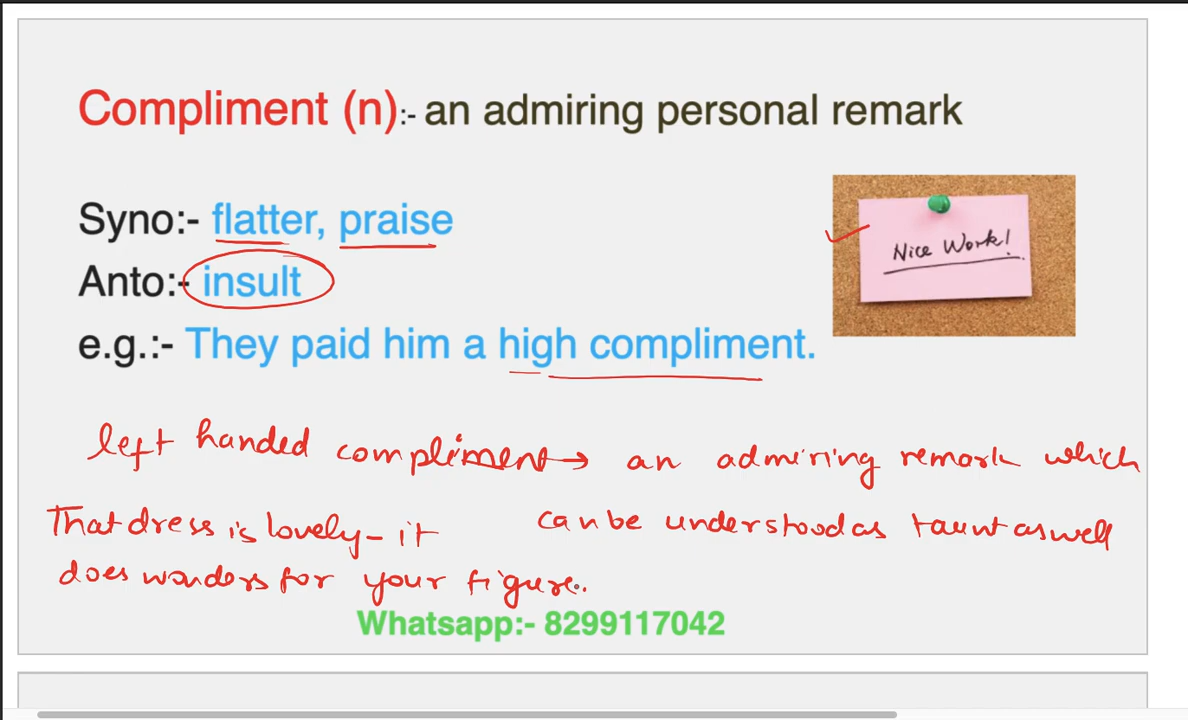 Compliment (n):- an admiring personal remark
Syno:- flatter, praise
Nice Work!
Anto:- insult
e.g.:- They paid him a high compliment.
left handed compliment → an admiring remark which
can be understood as taunt as well
That dress is lovely - it
does wonders for your figure.
Whatsapp:- 8299117042